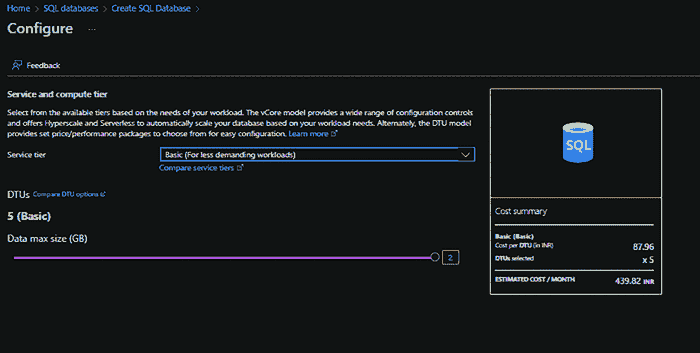 Home > SQL databases > Create SQL Database >
Configure ...
Feedback
Service and compute tier
Select from the available tiers based on the needs of your workload. The vCore model provides a wide range of configuration controls
and offers Hyperscale and Serverless to automatically scale your database based on your workload needs. Alternately, the DTU model
provides set price/performance packages to choose from for easy configuration. Learn more
Service tier
Basic (For less demanding workloads)
Compare service tiers
DTUs Compare DTU options
5 (Basic)
Data max size (GB)
2
SQL
Cost summary
Basic (Basic)
Cost per DTU (in INR) 87.96
DTUs selected x 5
ESTIMATED COST / MONTH 439.82 INR